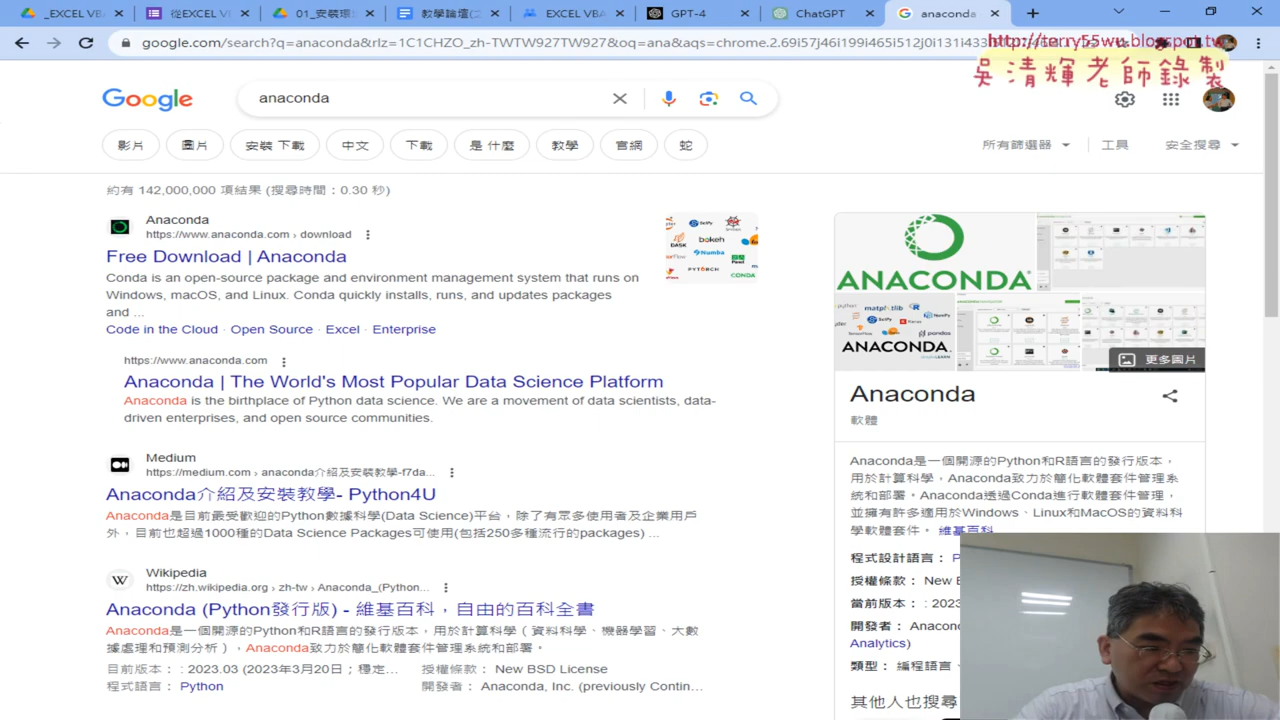 _EXCEL VB
從EXCEL V
01_安裝環
教學論壇(
EXCEL VBA
GPT-4
ChatGPT
anaconda
google.com/search?q=anaconda&rlz=1C1CHZO_zh-TWTW927TW927&oq=ana&aqs=chrome.2.69i57j46i199i465i512j0i131i433
http://terry55wu.blogspot.tw
吳清輝老師錄製
Google
anaconda
影片
圖片
安裝 下載
中文
下載
是 什麼
教學
官網
蛇
所有篩選器
工具
安全搜尋
約有 142,000,000 項結果 (搜尋時間：0.30 秒)
Anaconda
https://www.anaconda.com › download
Free Download | Anaconda
Conda is an open-source package and environment management system that runs on
Windows, macOS, and Linux. Conda quickly installs, runs, and updates packages
and ...
Code in the Cloud · Open Source · Excel · Enterprise
https://www.anaconda.com
Anaconda | The World's Most Popular Data Science Platform
Anaconda is the birthplace of Python data science. We are a movement of data scientists, data-
driven enterprises, and open source communities.
Medium
https://medium.com › anaconda介紹及安裝教學-f7da...
Anaconda介紹及安裝教學- Python4U
Anaconda是目前最受歡迎的Python數據科學(Data Science)平台，除了有眾多使用者及企業用戶
外，目前也超過1000種的Data Science Packages可使用(包括250多種流行的packages) ...
Wikipedia
https://zh.wikipedia.org › zh-tw › Anaconda_(Python...
Anaconda (Python發行版) - 維基百科，自由的百科全書
Anaconda是一個開源的Python和R語言的發行版本，用於計算科學（資料科學、機器學習、大數
據處理和預測分析），Anaconda致力於簡化軟體套件管理系統和部署。
目前版本：：2023.03 (2023年3月20日；穩定...
授權條款： New BSD License
程式語言： Python
開發者： Anaconda, Inc. (previously Contin...
DASK
SciPy
bokeh
Numba
PYTORCH
CONDA
ANACONDA
matplotlib
SciPy
Keras
pandas
ANACONDA
更多圖片
Anaconda
軟體
Anaconda是一個開源的Python和R語言的發行版本，
用於計算科學，Anaconda致力於簡化軟體套件管理系
統和部署。Anaconda透過Conda進行軟體套件管理，
並擁有許多適用於Windows、Linux和MacOS的資料科
學軟體套件。 維基百科
程式設計語言： P
授權條款： New B
當前版本：：2023
開發者： Anacon
Analytics)
類型： 編程語言、
其他人也搜尋